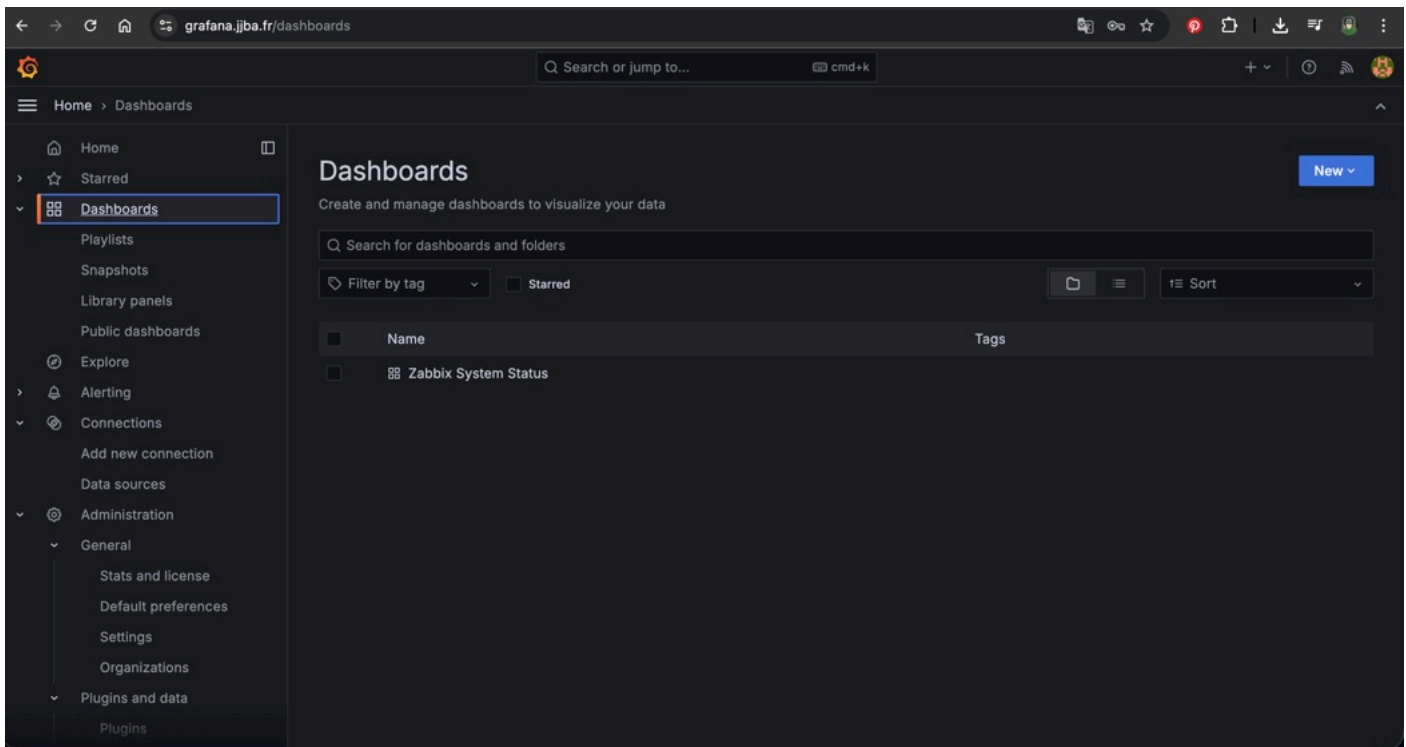 grafana.jjba.fr/dashboards
Search or jump to... cmd+k
Home › Dashboards
Home
Starred
Dashboards
Playlists
Snapshots
Library panels
Public dashboards
Explore
Alerting
Connections
Add new connection
Data sources
Administration
General
Stats and license
Default preferences
Settings
Organizations
Plugins and data
Plugins
Dashboards
New
Create and manage dashboards to visualize your data
Search for dashboards and folders
Filter by tag Starred Sort
Name Tags
Zabbix System Status